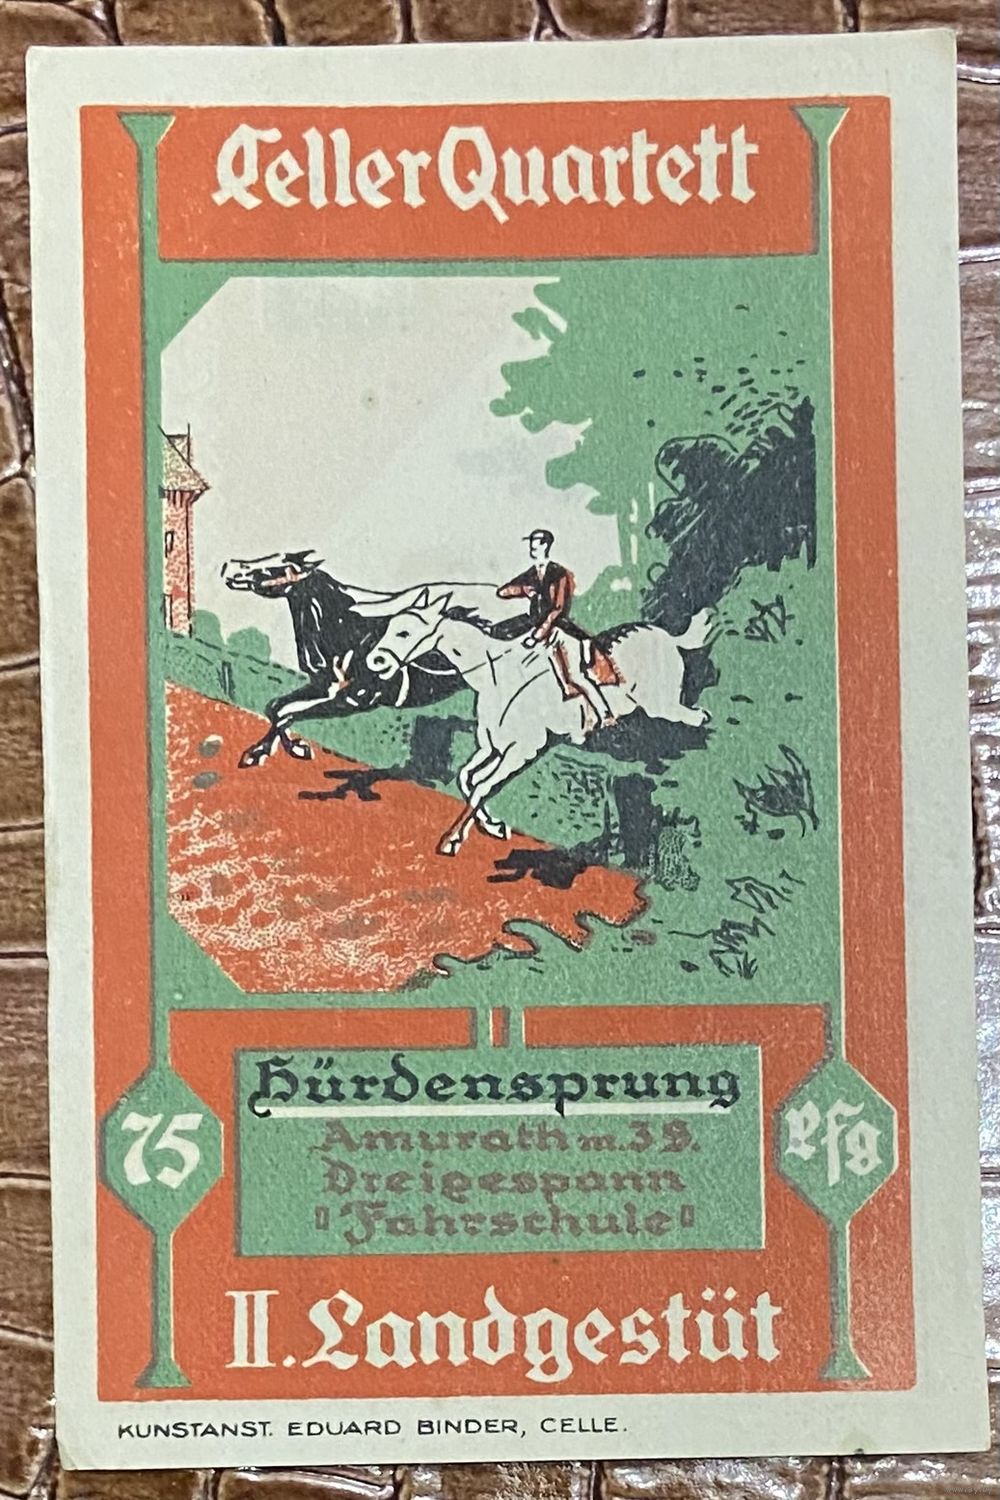 Celler Quartett
Hürdensprung
Amurath m. 3 S.
Dreigespann
"Fahrschule"
75
Pfg
II. Landgestüt
KUNSTANST. EDUARD BINDER, CELLE.